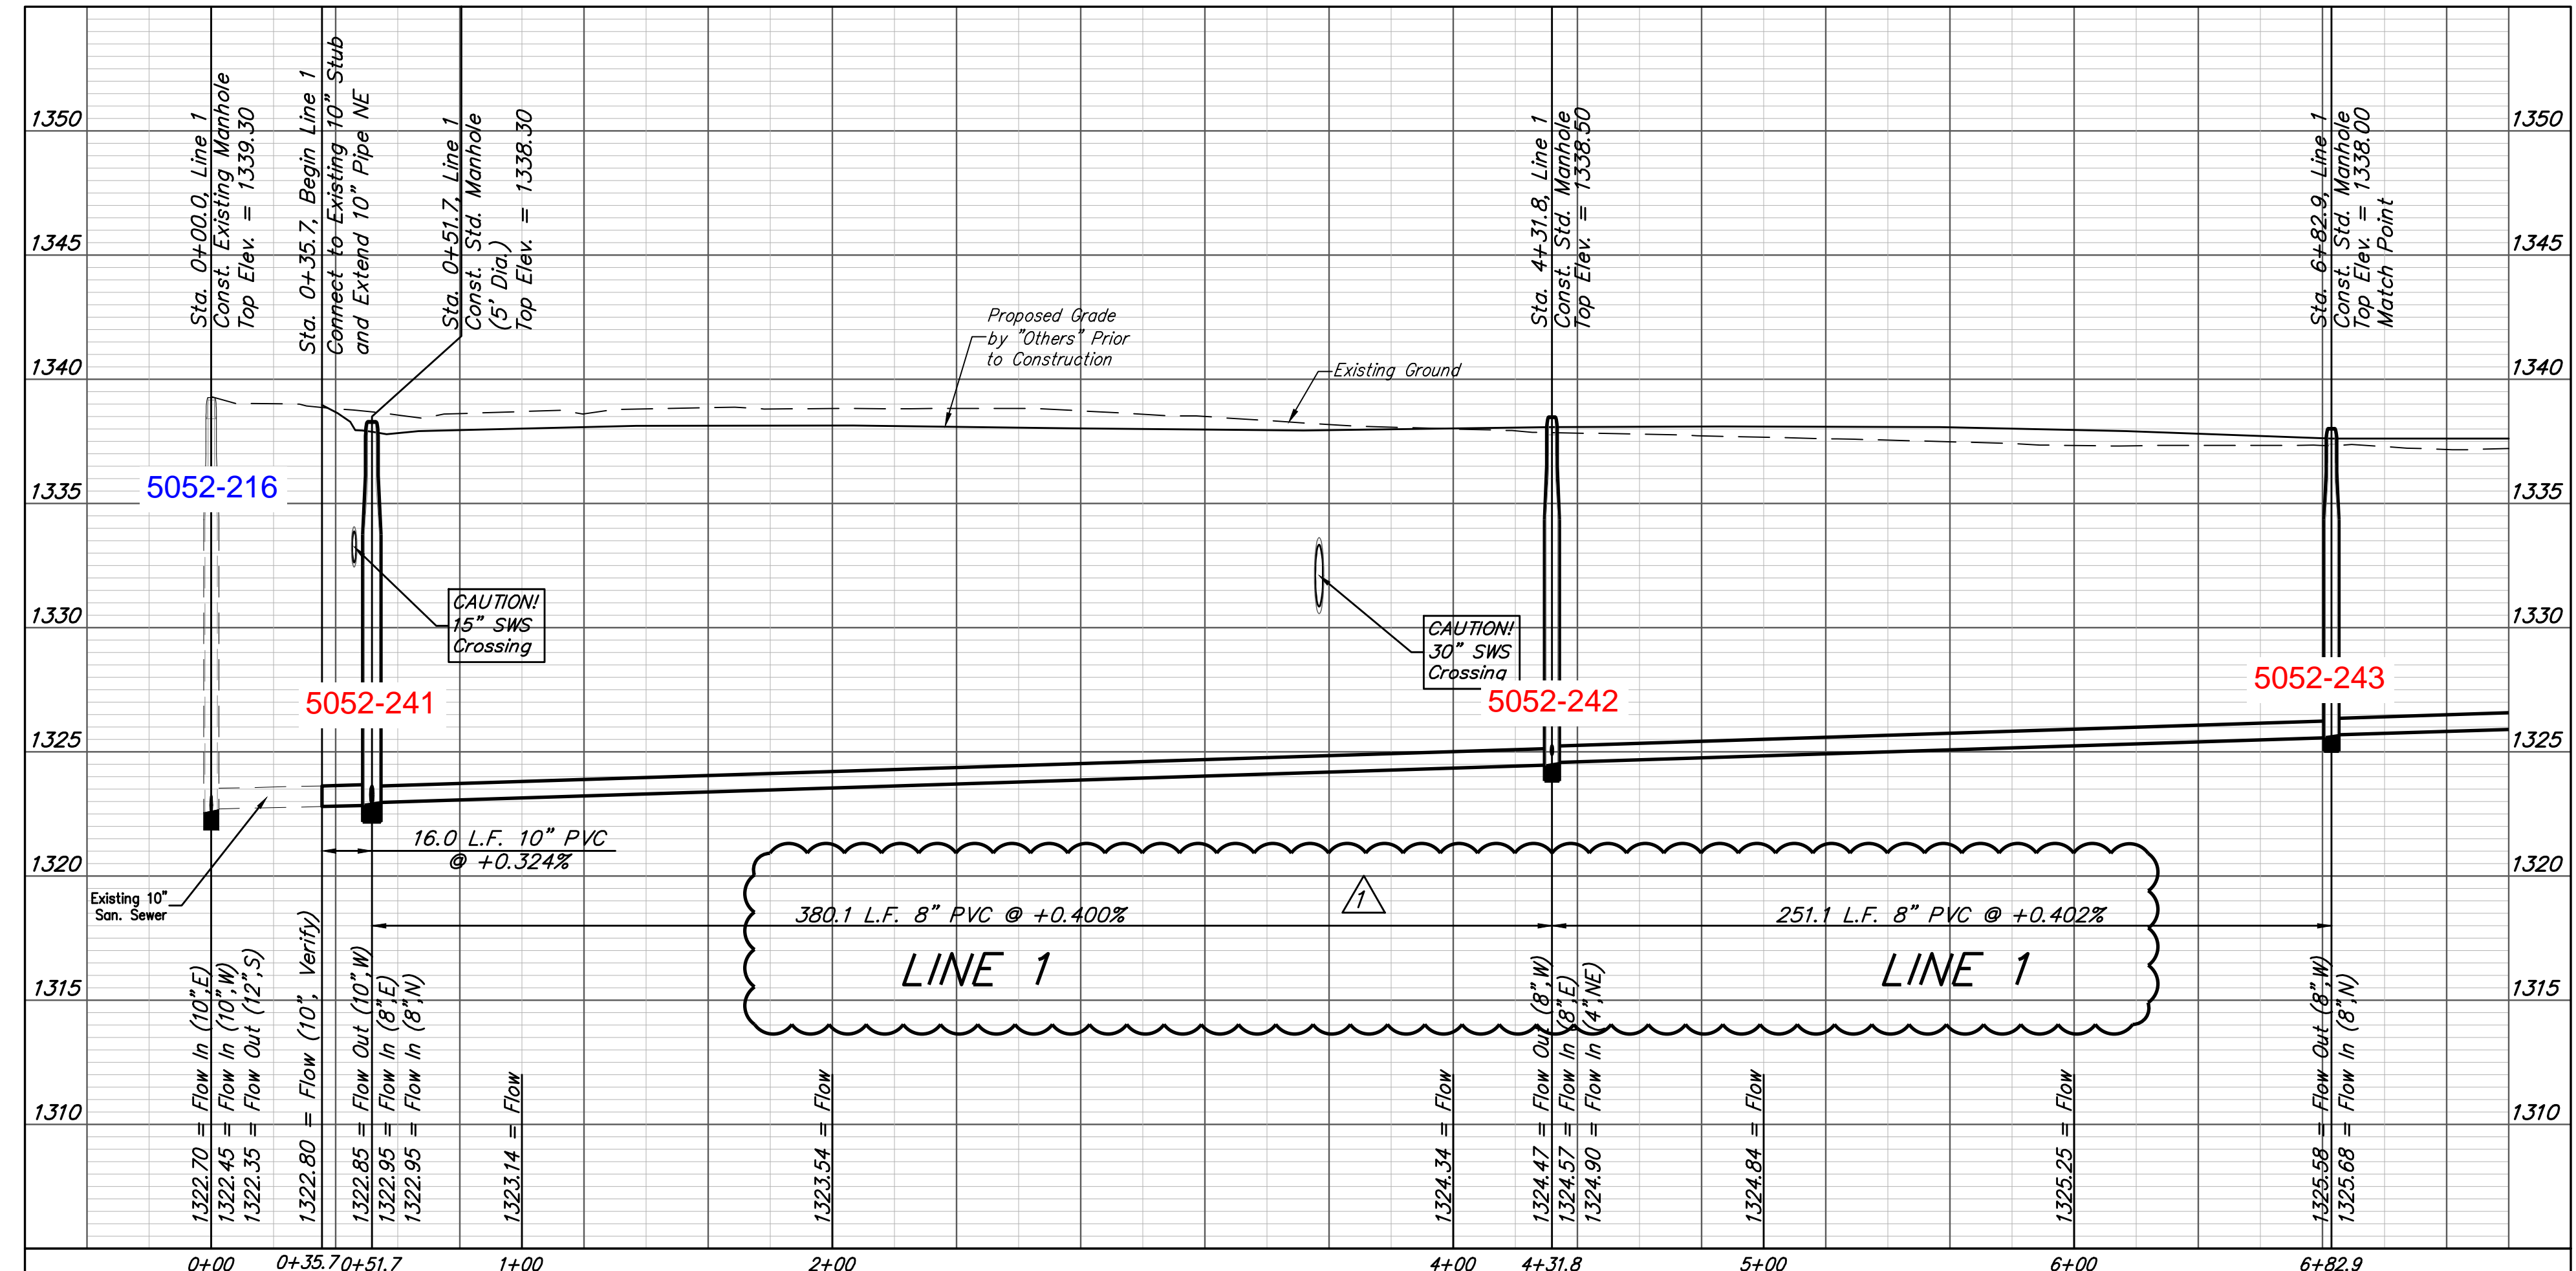 Sta. 0+00.0, Line 1
Const. Existing Manhole
Top Elev. = 1339.30
Sta. 0+35.7, Begin Line 1
Connect to Existing 10" Stub
and Extend 10" Pipe NE
Sta. 0+51.7, Line 1
Const. Std. Manhole
(5' Dia.)
Top Elev. = 1338.30
Sta. 4+31.8, Line 1
Const. Std. Manhole
Top Elev. = 1338.50
Sta. 6+82.9, Line 1
Const. Std. Manhole
Top Elev. = 1338.00
Match Point
1350
1345
1340
1335
1330
1325
1320
1315
1310
1350
1345
1340
1335
1330
1325
1320
1315
1310
Proposed Grade
by "Others" Prior
to Construction
Existing Ground
5052-216
5052-241
5052-242
5052-243
CAUTION!
15" SWS
Crossing
CAUTION!
30" SWS
Crossing
16.0 L.F. 10" PVC
@ +0.324%
Existing 10"
San. Sewer
380.1 L.F. 8" PVC @ +0.400%
LINE 1
1
251.1 L.F. 8" PVC @ +0.402%
LINE 1
1322.70 = Flow In (10",E)
1322.45 = Flow In (10",W)
1322.35 = Flow Out (12",S)
1322.80 = Flow (10", Verify)
1322.85 = Flow Out (10",W)
1322.95 = Flow In (8",E)
1322.95 = Flow In (8",N)
1323.14 = Flow
1323.54 = Flow
1324.34 = Flow
1324.47 = Flow Out (8",W)
1324.57 = Flow In (8",E)
1324.90 = Flow In (4",NE)
1324.84 = Flow
1325.25 = Flow
1325.58 = Flow Out (8",W)
1325.68 = Flow In (8",N)
0+00
0+35.7
0+51.7
1+00
2+00
4+00
4+31.8
5+00
6+00
6+82.9